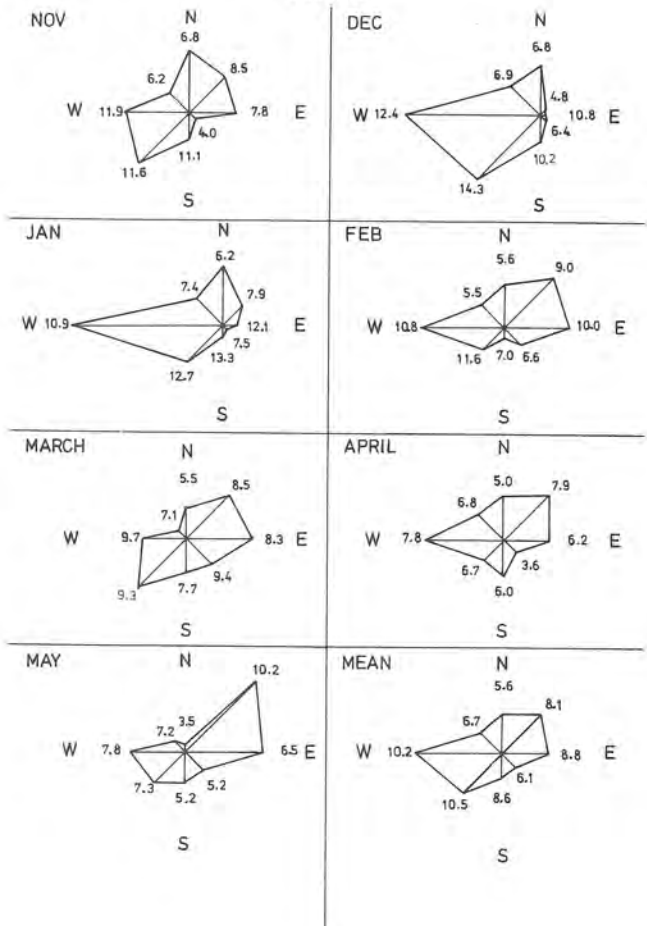 NOV
N
6.8
8.5
6.2
W
11.9
7.8
E
4.0
11.1
11.6
S
DEC
N
6.8
6.9
4.8
W
12.4
10.8
E
6.4
10.2
14.3
S
JAN
N
6.2
7.4
7.9
W
10.9
12.1
E
7.5
13.3
12.7
S
FEB
N
5.6
9.0
5.5
W
10.8
10.0
E
11.6
7.0
6.6
S
MARCH
N
5.5
8.5
7.1
W
9.7
8.3
E
9.4
7.7
9.3
S
APRIL
N
5.0
7.9
6.8
W
7.8
6.2
E
3.6
6.7
6.0
S
MAY
N
10.2
3.5
7.2
W
7.8
6.5
E
7.3
5.2
5.2
S
MEAN
N
5.6
8.1
6.7
W
10.2
8.8
E
6.1
8.6
10.5
S